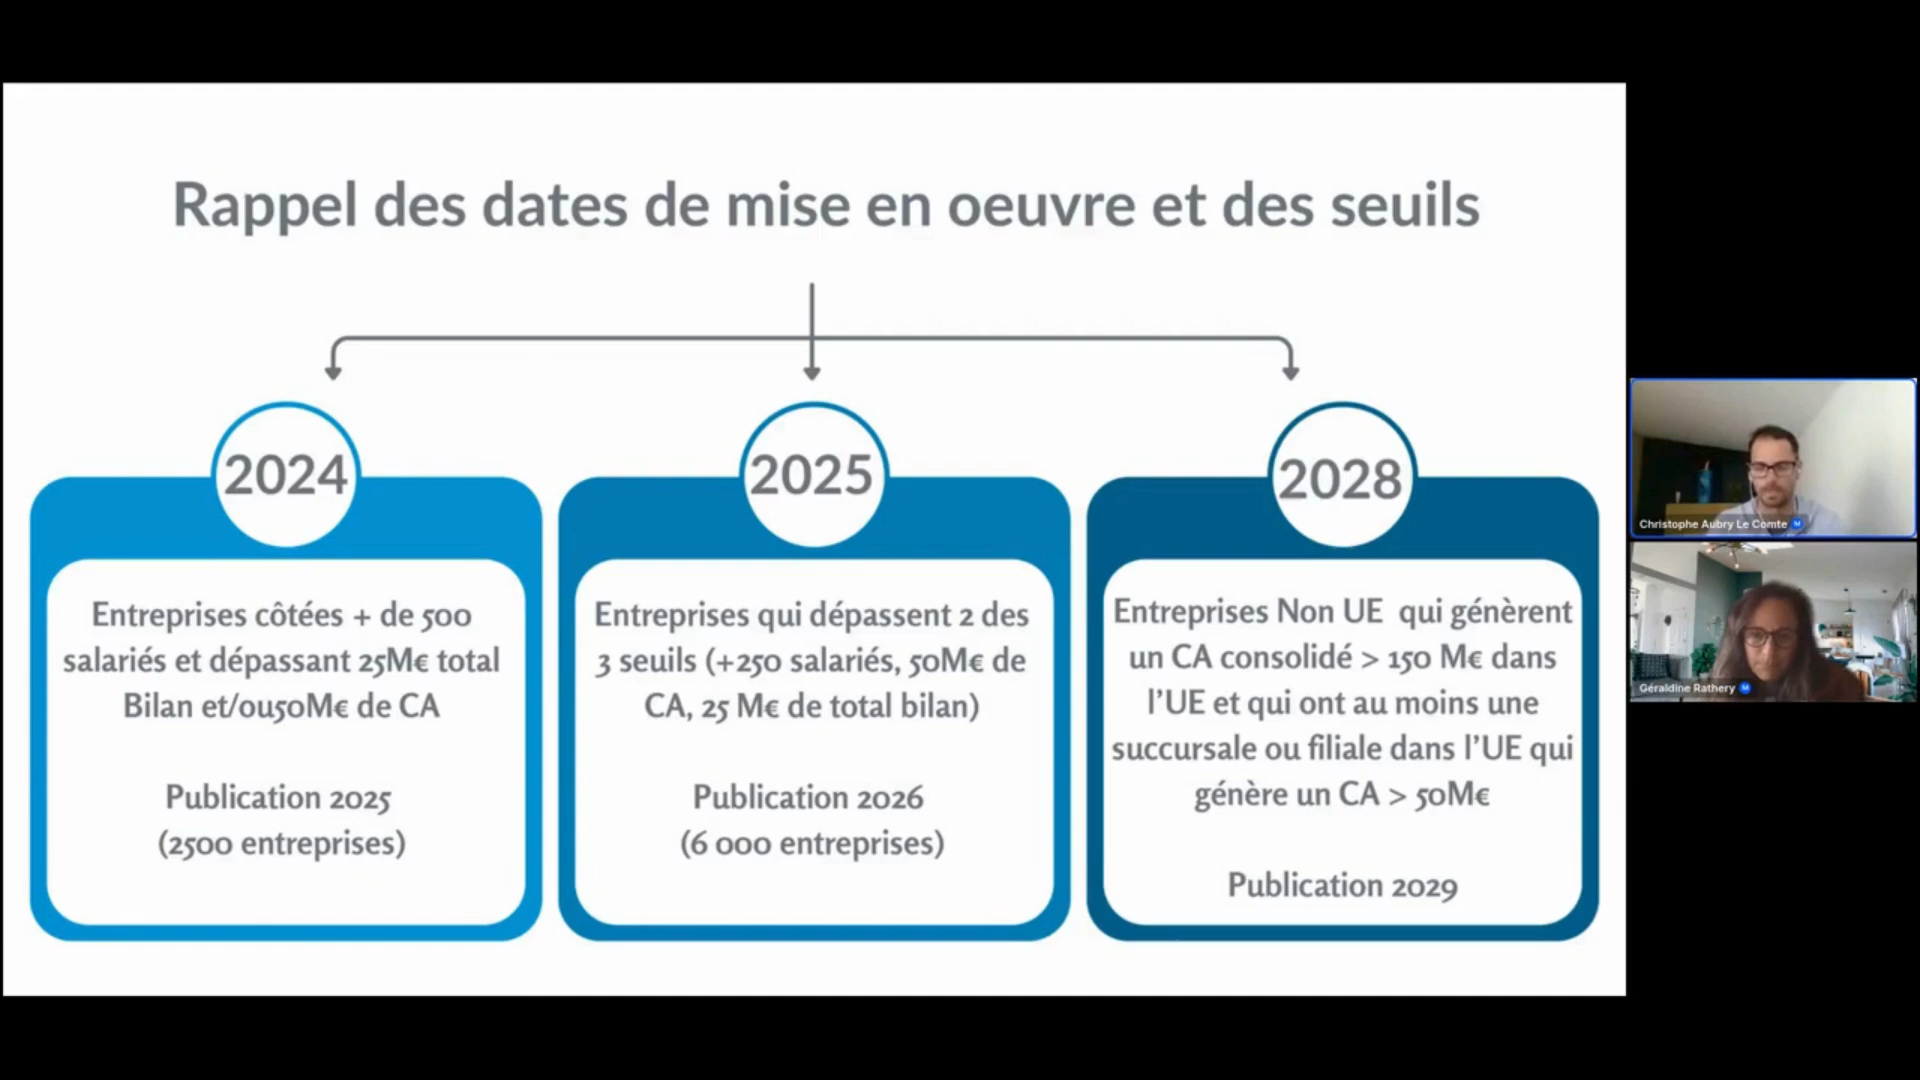 Rappel des dates de mise en oeuvre et des seuils
2024
Entreprises côtées + de 500
salariés et dépassant 25M€ total
Bilan et/ou50M€ de CA
Publication 2025
(2500 entreprises)
2025
Entreprises qui dépassent 2 des
3 seuils (+250 salariés, 50M€ de
CA, 25 M€ de total bilan)
Publication 2026
(6 000 entreprises)
2028
Entreprises Non UE qui génèrent
un CA consolidé > 150 M€ dans
l'UE et qui ont au moins une
succursale ou filiale dans l'UE qui
génère un CA > 50M€
Publication 2029
Christophe Aubry Le Comte
Géraldine Rathery